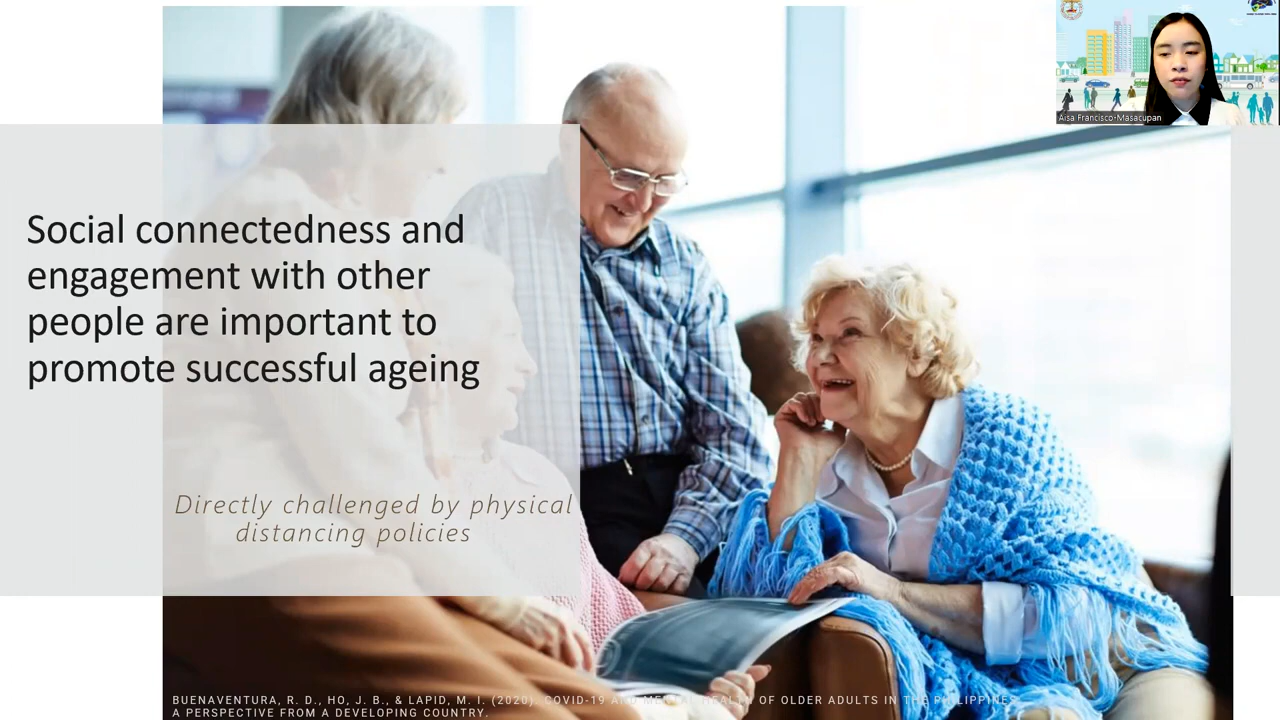 Aisa Francisco-Masacupan
Social connectedness and
engagement with other
people are important to
promote successful ageing
Directly challenged by physical
distancing policies
BUENAVENTURA, R. D., HO, J. B., & LAPID, M. I. (2020). COVID-19 AND MENTAL HEALTH OF OLDER ADULTS IN THE PHILIPPINES:
A PERSPECTIVE FROM A DEVELOPING COUNTRY.